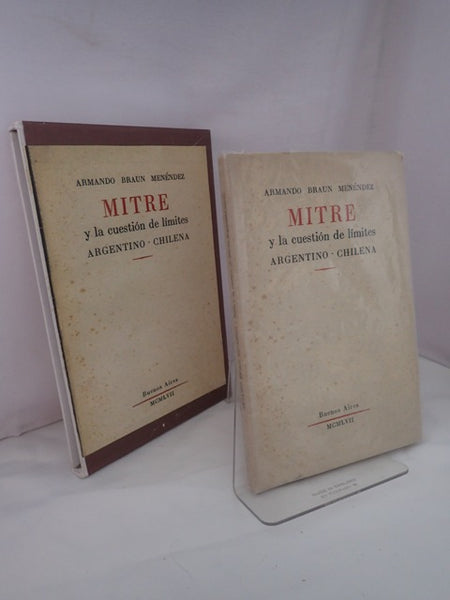 ARMANDO BRAUN MENÉNDEZ
MITRE
y la cuestión de límites
ARGENTINO - CHILENA
Buenos Aires
MCMLVII
ARMANDO BRAUN MENÉNDEZ
MITRE
y la cuestión de límites
ARGENTINO - CHILENA
Buenos Aires
MCMLVII